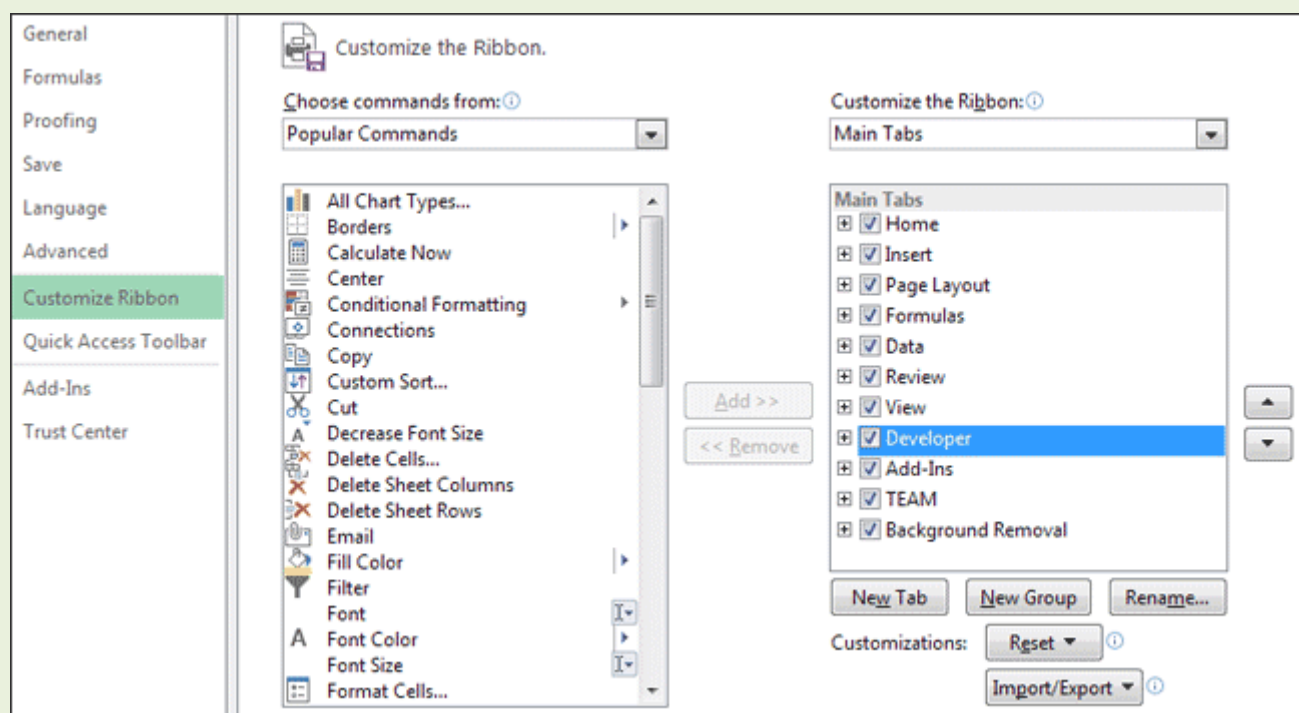 General
Formulas
Proofing
Save
Language
Advanced
Customize Ribbon
Quick Access Toolbar
Add-Ins
Trust Center
Customize the Ribbon.
Choose commands from:
Popular Commands
All Chart Types...
Borders
Calculate Now
Center
Conditional Formatting
Connections
Copy
Custom Sort...
Cut
Decrease Font Size
Delete Cells...
Delete Sheet Columns
Delete Sheet Rows
Email
Fill Color
Filter
Font
Font Color
Font Size
Format Cells...
Add >>
<< Remove
Customize the Ribbon:
Main Tabs
Main Tabs
Home
Insert
Page Layout
Formulas
Data
Review
View
Developer
Add-Ins
TEAM
Background Removal
New Tab
New Group
Rename...
Customizations:
Reset
Import/Export